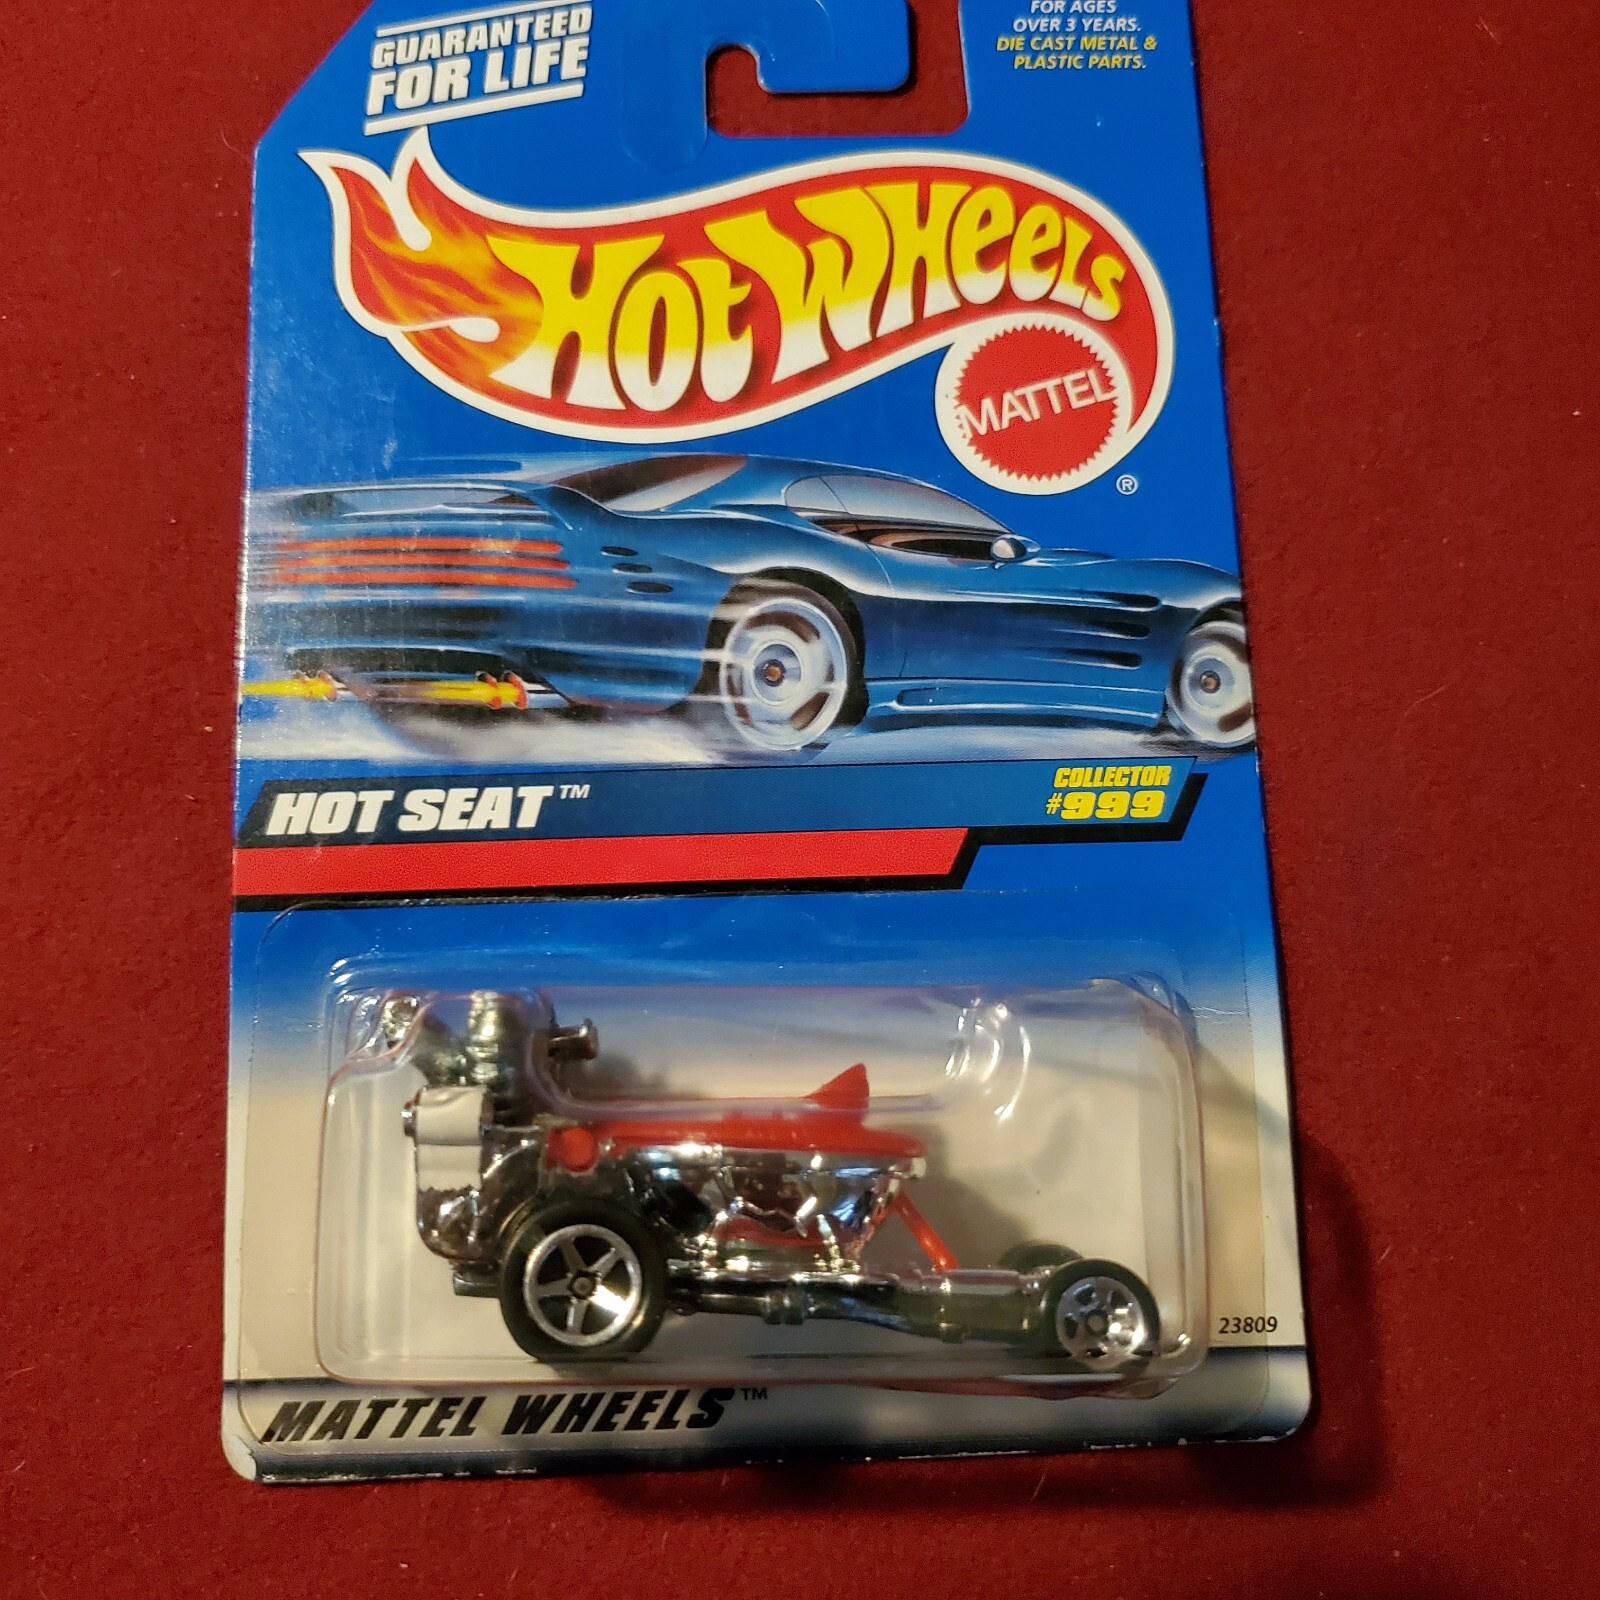 GUARANTEED
FOR LIFE
FOR AGES
OVER 3 YEARS.
DIE CAST METAL &
PLASTIC PARTS.
HOT WHEELS
MATTEL
®
HOT SEAT™
COLLECTOR
#999
23809
MATTEL WHEELS™